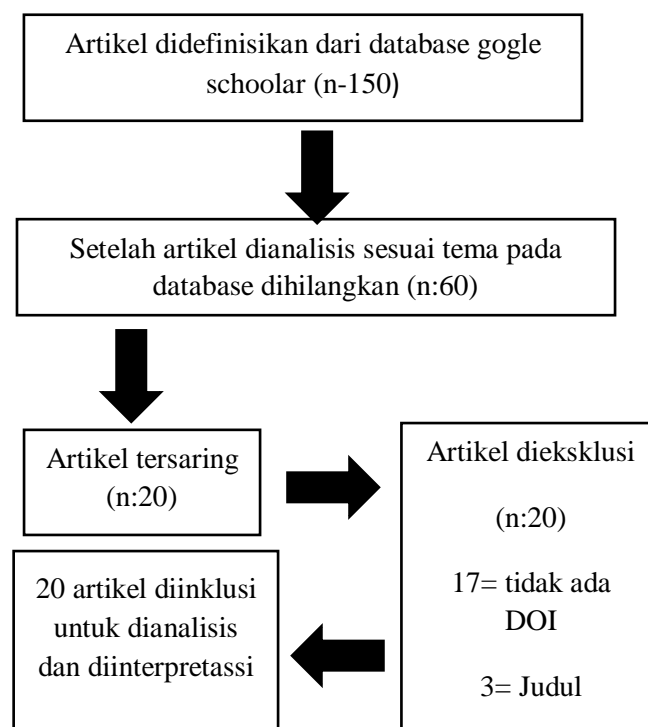 Artikel didefinisikan dari database gogle
schoolar (n-150)
Setelah artikel dianalisis sesuai tema pada
database dihilangkan (n:60)
Artikel tersaring
(n:20)
Artikel dieksklusi
(n:20)
17= tidak ada
DOI
3= Judul
20 artikel diinklusi
untuk dianalisis
dan diinterpretassi